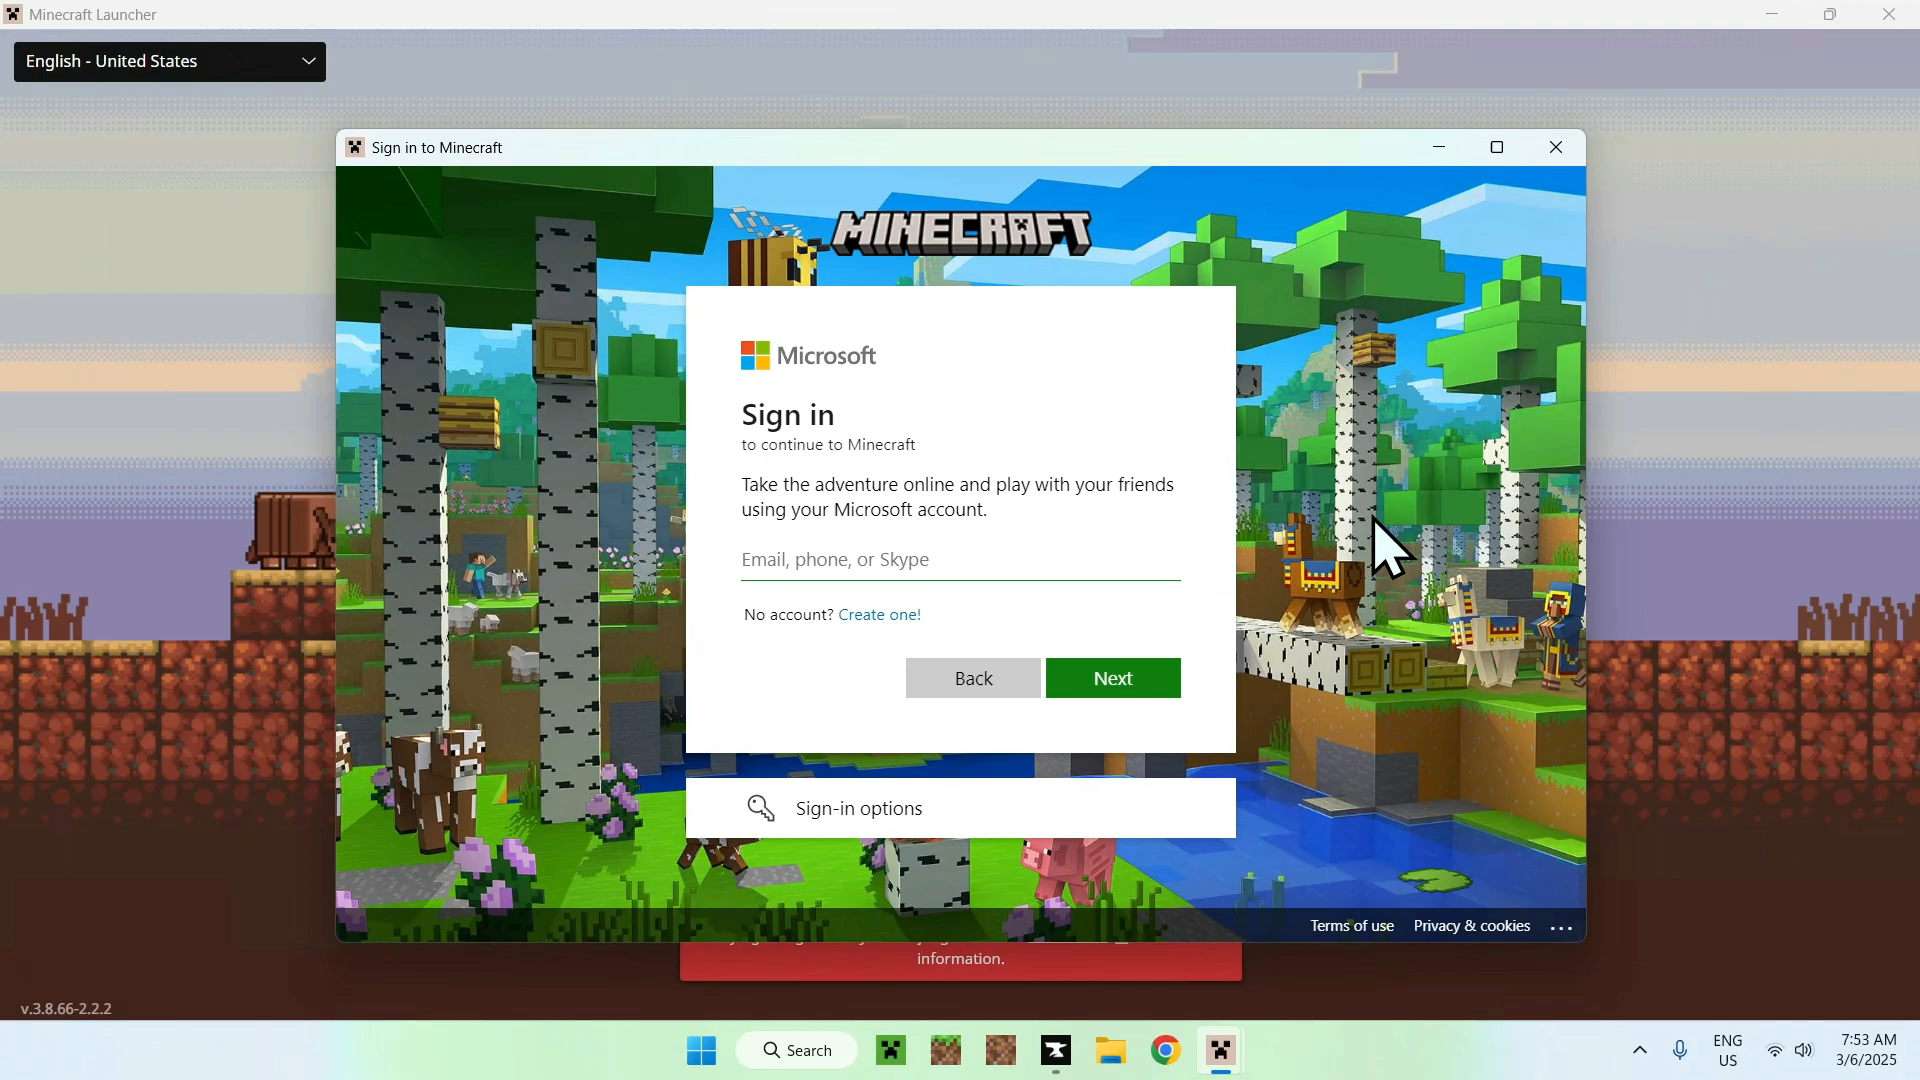 Minecraft Launcher
English - United States
Sign in to Minecraft
MINECRAFT
Microsoft
Sign in
to continue to Minecraft
Take the adventure online and play with your friends
using your Microsoft account.
Email, phone, or Skype
No account? Create one!
Back
Next
Sign-in options
Terms of use
Privacy & cookies
...
information.
v.3.8.66-2.2.2
Search
ENG
US
7:53 AM
3/6/2025